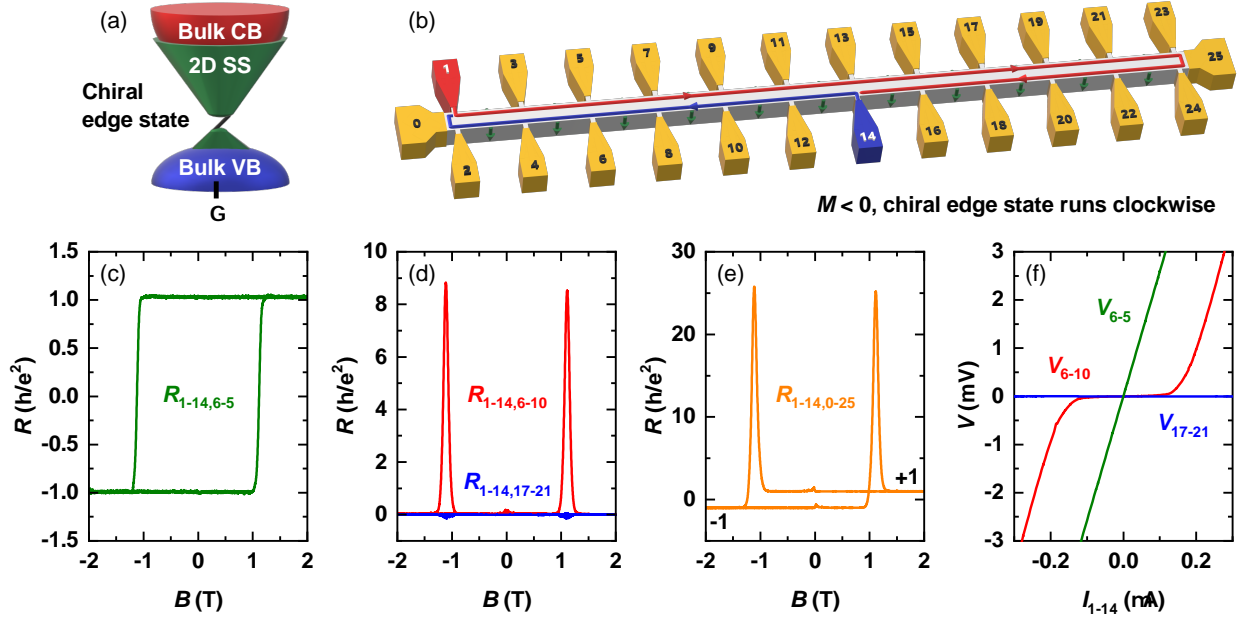 (a)
Bulk CB
2D SS
Chiral
edge state
Bulk VB
G
(b)
1
3
5
7
9
11
13
15
17
19
21
23
0
25
2
4
6
8
10
12
14
16
18
20
22
24
M < 0, chiral edge state runs clockwise
(c)
1.5
1.0
0.5
0.0
-0.5
-1.0
-1.5
R (h/e²)
R1-14,6-5
-2 -1 0 1 2
B (T)
(d)
10
8
6
4
2
0
R (h/e²)
R1-14,6-10
R1-14,17-21
-2 -1 0 1 2
B (T)
(e)
30
20
10
0
R (h/e²)
R1-14,0-25
+1
-1
-2 -1 0 1 2
B (T)
(f)
3
2
1
0
-1
-2
-3
V (mV)
V6-5
V6-10
V17-21
-0.2 0.0 0.2